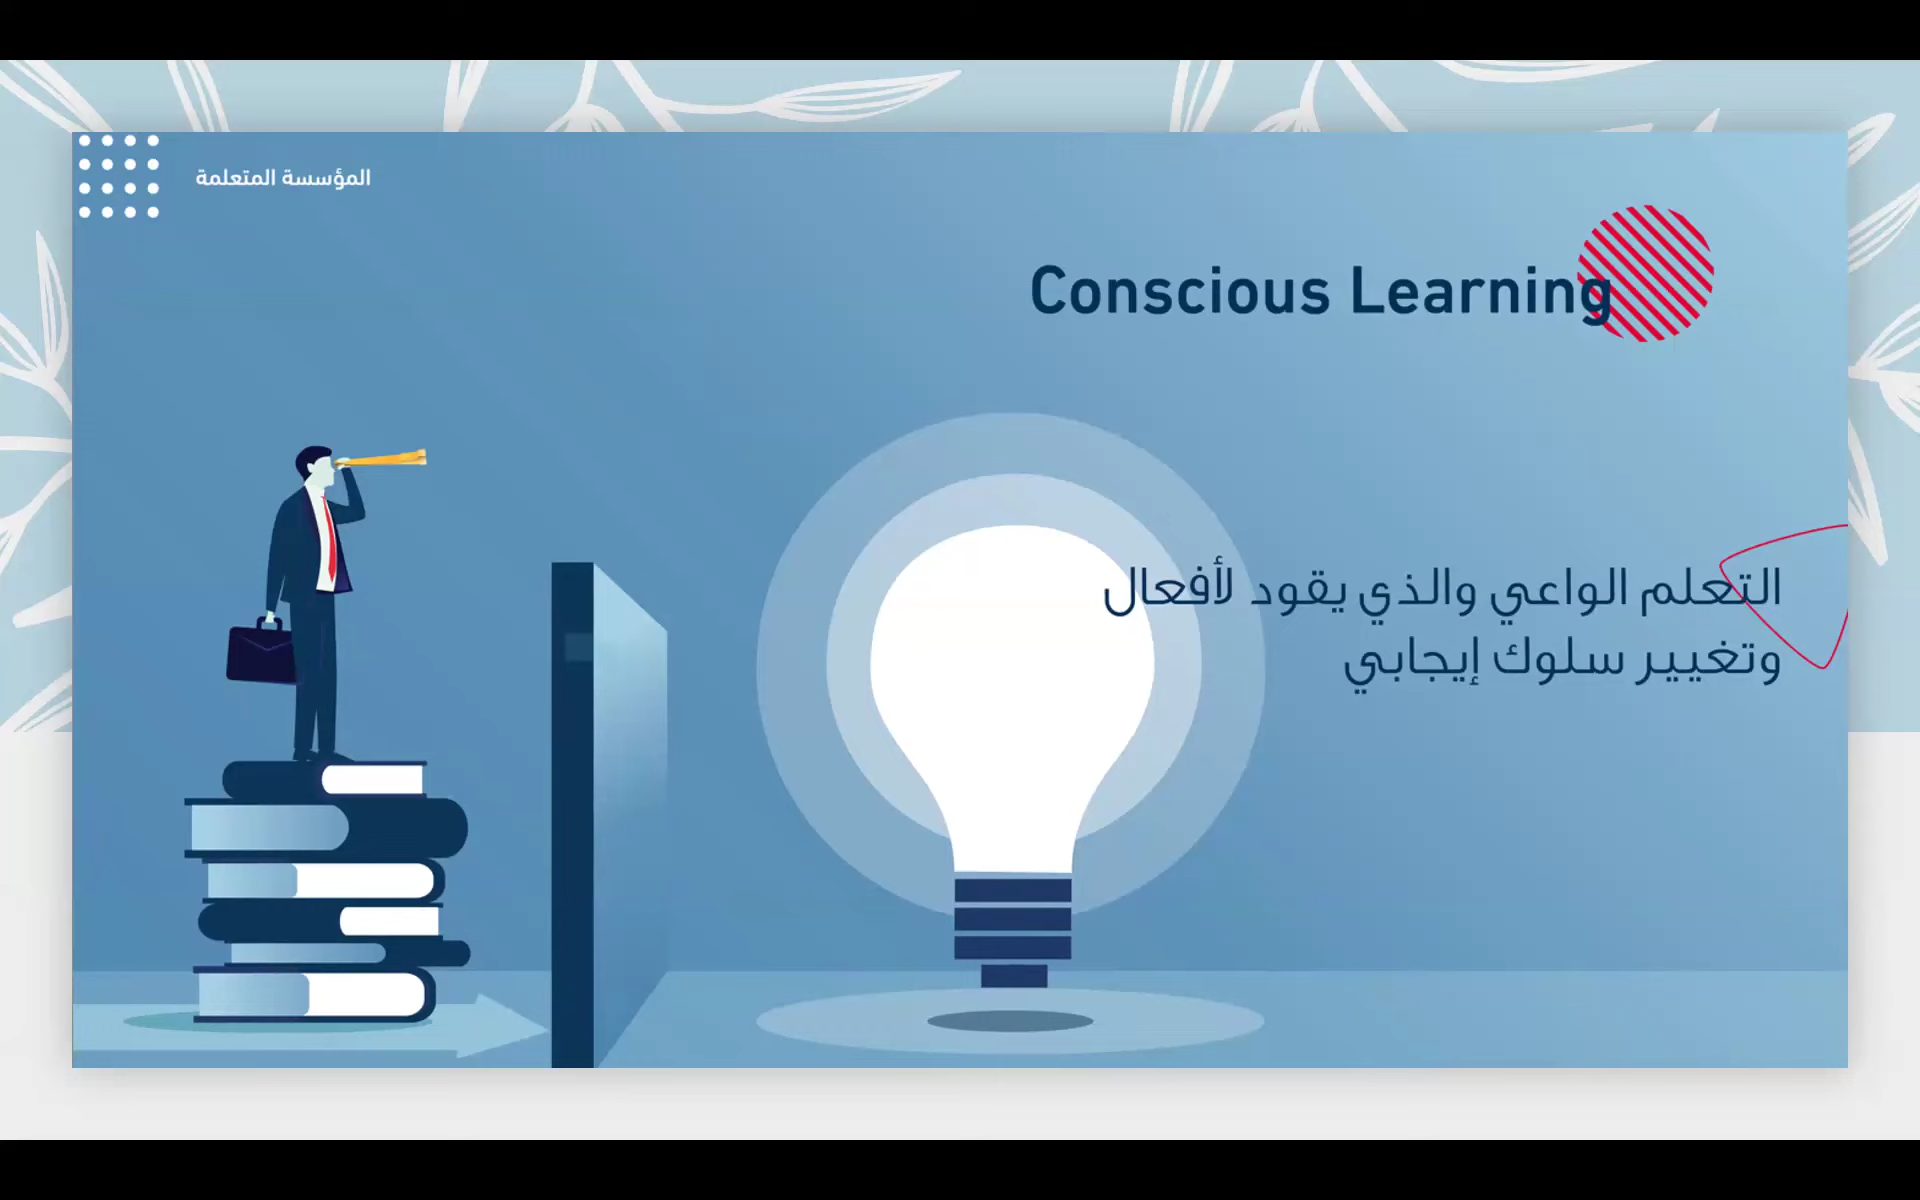 المؤسسة المتعلمة
Conscious Learning
التعلم الواعي والذي يقود لأفعال
وتغيير سلوك إيجابي